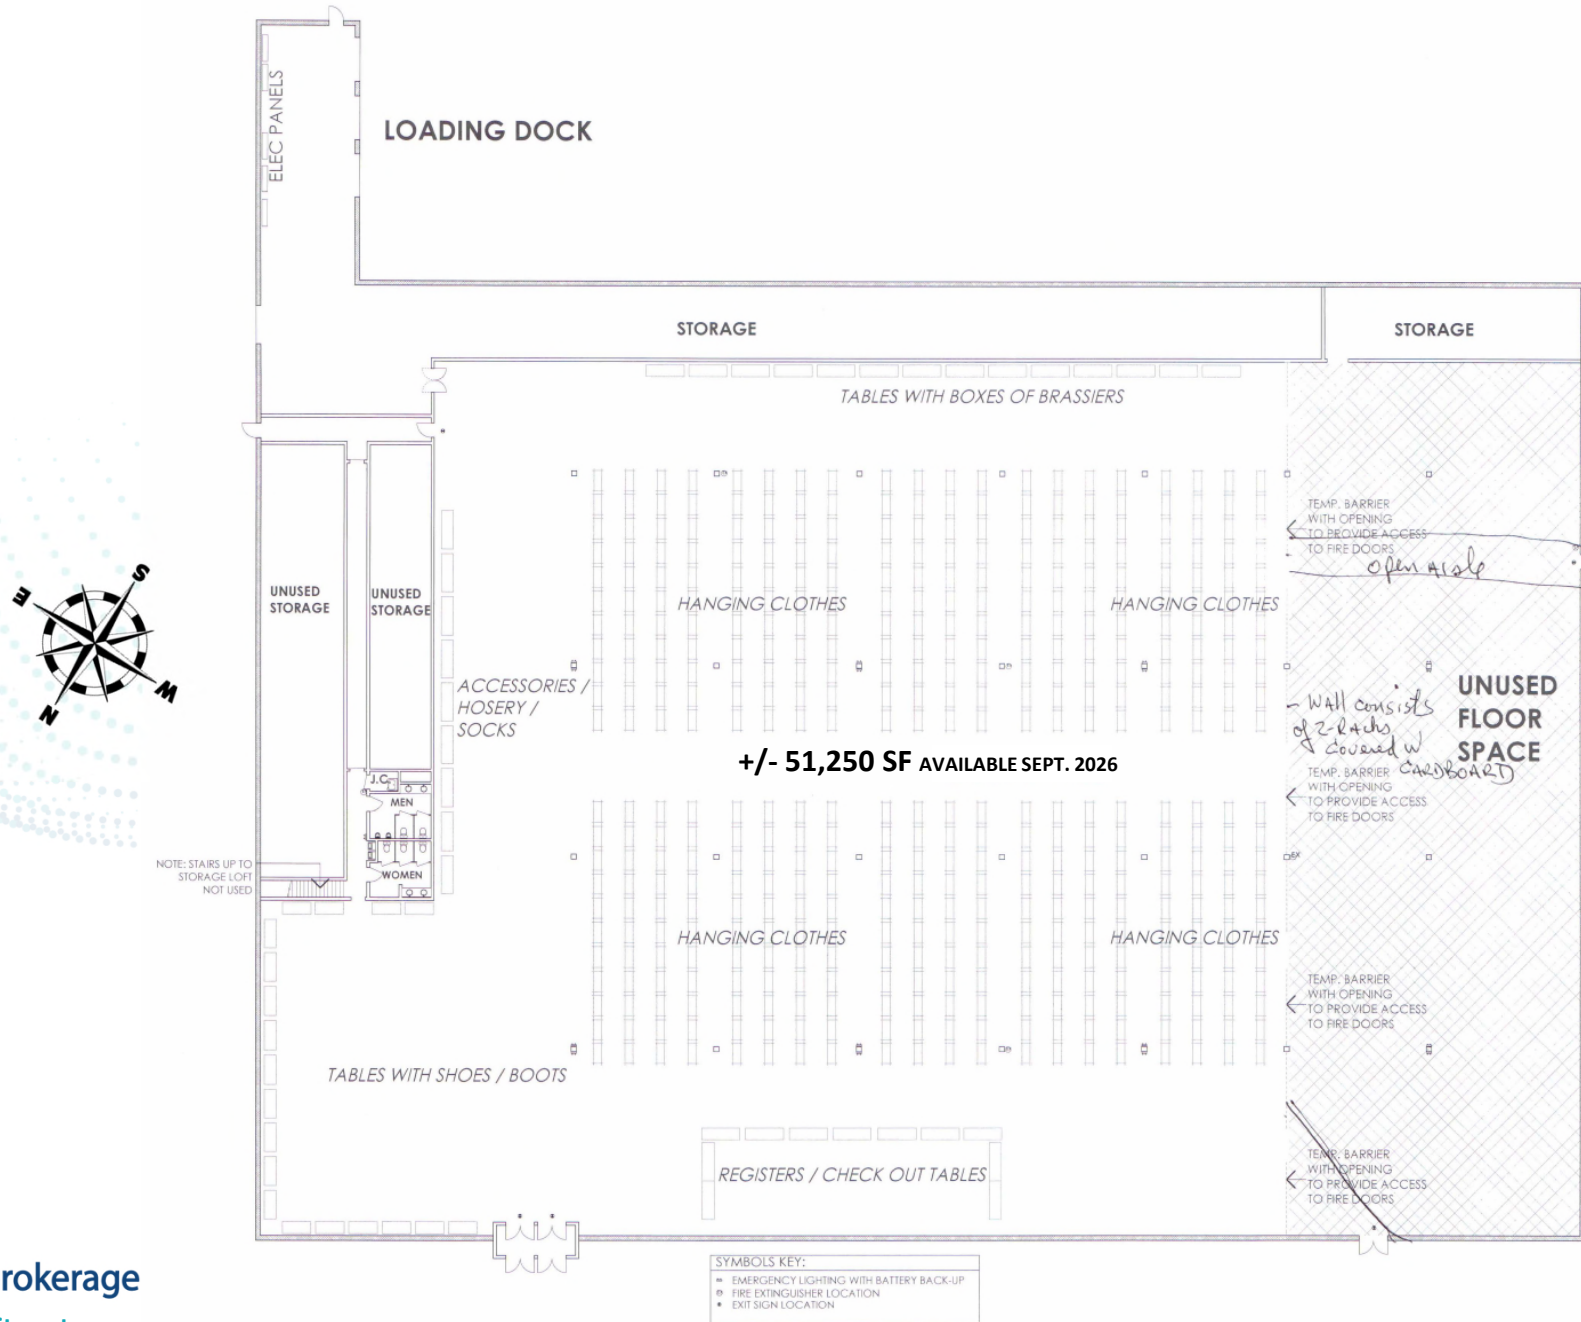 ELEC PANELS
LOADING DOCK
STORAGE
STORAGE
TABLES WITH BOXES OF BRASSIERS
TEMP. BARRIER
WITH OPENING
TO PROVIDE ACCESS
TO FIRE DOORS
open AIsle
UNUSED
STORAGE
UNUSED
STORAGE
HANGING CLOTHES
HANGING CLOTHES
S
E
W
N
ACCESSORIES /
HOSERY /
SOCKS
UNUSED
FLOOR
SPACE
- WAll consists
of Z-RAcks
covered w
CARDBOARD
+/- 51,250 SF AVAILABLE SEPT. 2026
TEMP. BARRIER
WITH OPENING
TO PROVIDE ACCESS
TO FIRE DOORS
J.C.
MEN
WOMEN
NOTE: STAIRS UP TO
STORAGE LOFT
NOT USED
EX
HANGING CLOTHES
HANGING CLOTHES
TEMP. BARRIER
WITH OPENING
TO PROVIDE ACCESS
TO FIRE DOORS
TABLES WITH SHOES / BOOTS
REGISTERS / CHECK OUT TABLES
TEMP. BARRIER
WITH OPENING
TO PROVIDE ACCESS
TO FIRE DOORS
SYMBOLS KEY:
EMERGENCY LIGHTING WITH BATTERY BACK-UP
FIRE EXTINGUISHER LOCATION
EXIT SIGN LOCATION
rokerage